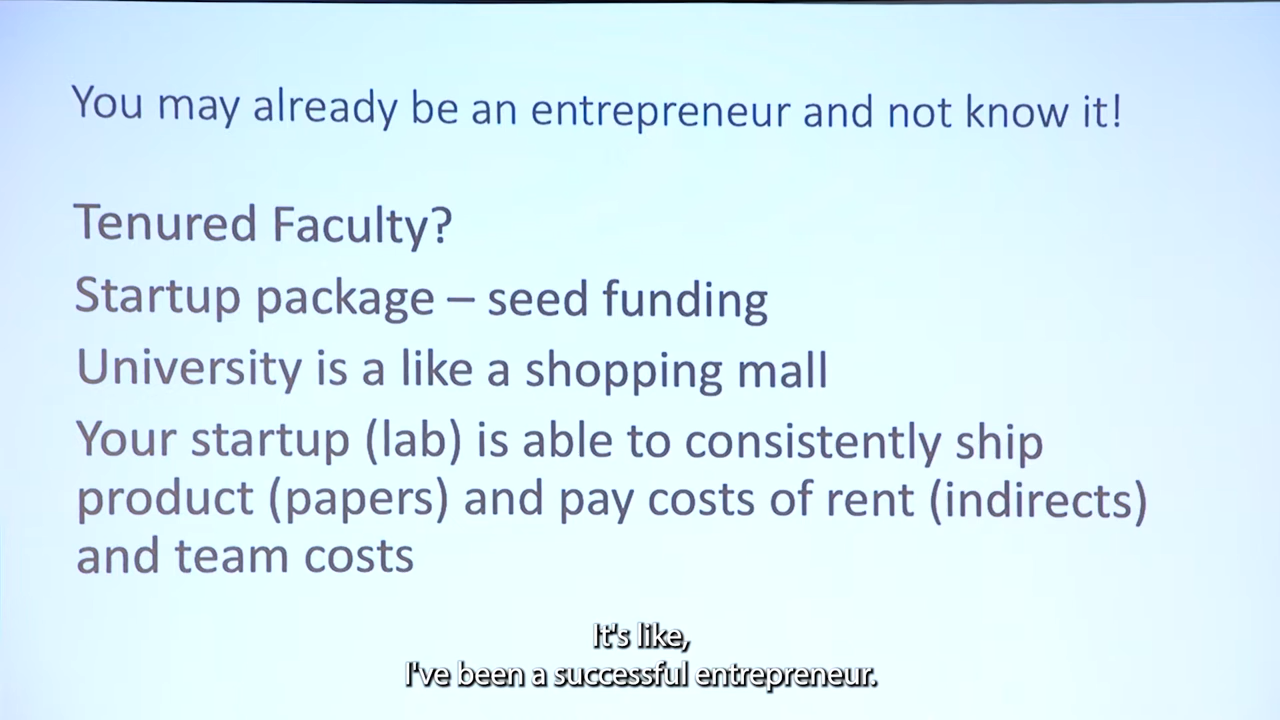 You may already be an entrepreneur and not know it!
Tenured Faculty?
Startup package – seed funding
University is a like a shopping mall
Your startup (lab) is able to consistently ship
product (papers) and pay costs of rent (indirects)
and team costs
It's like,
I've been a successful entrepreneur.